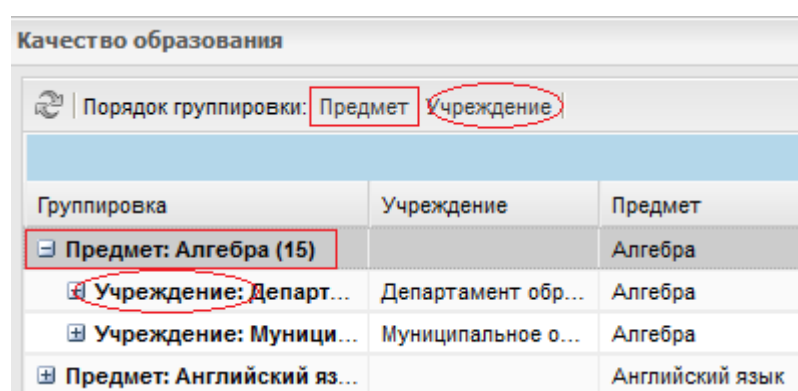 Качество образования
Порядок группировки: Предмет Учреждение
Группировка Учреждение Предмет
Предмет: Алгебра (15) Алгебра
Учреждение: Департ... Департамент обр... Алгебра
Учреждение: Муници... Муниципальное о... Алгебра
Предмет: Английский яз... Английский язык